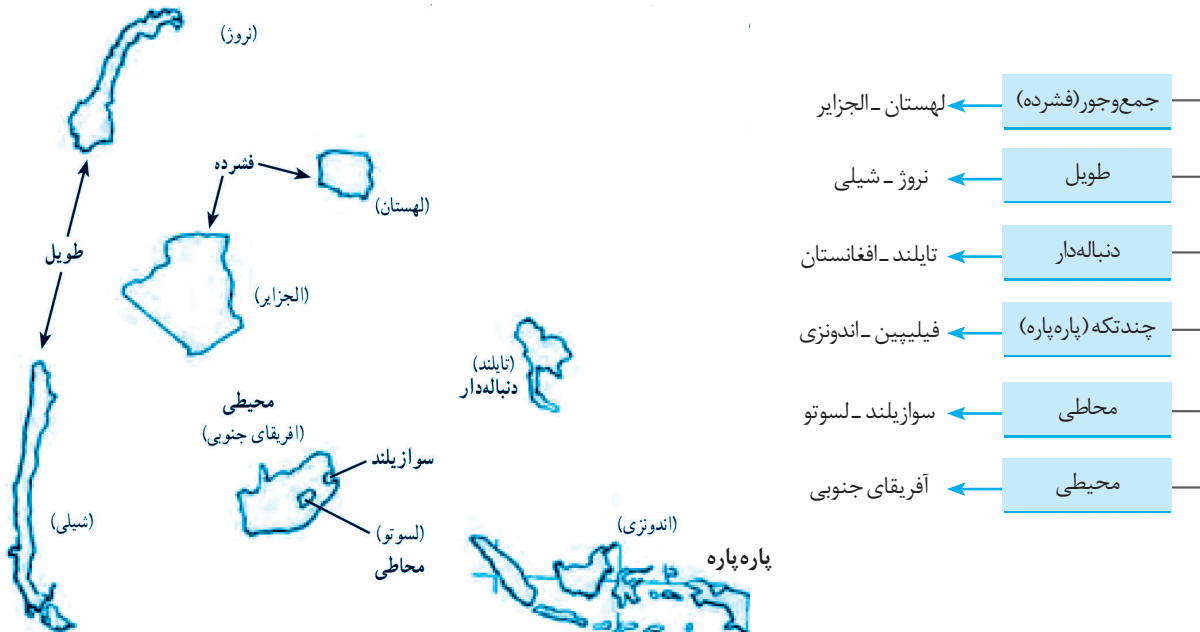 جمع‌وجور(فشرده) لهستان ـ الجزایر
طویل نروژ ـ شیلی
دنباله‌دار تایلند ـ افغانستان
چندتکه (پاره‌پاره) فیلیپین ـ اندونزی
محاطی سوازیلند ـ لسوتو
محیطی آفریقای جنوبی
(نروژ)
فشرده
(لهستان)
طویل
(الجزایر)
(تایلند)
دنباله‌دار
محیطی
(افریقای جنوبی)
سوازیلند
(لسوتو)
محاطی
(شیلی)
(اندونزی)
پاره‌پاره